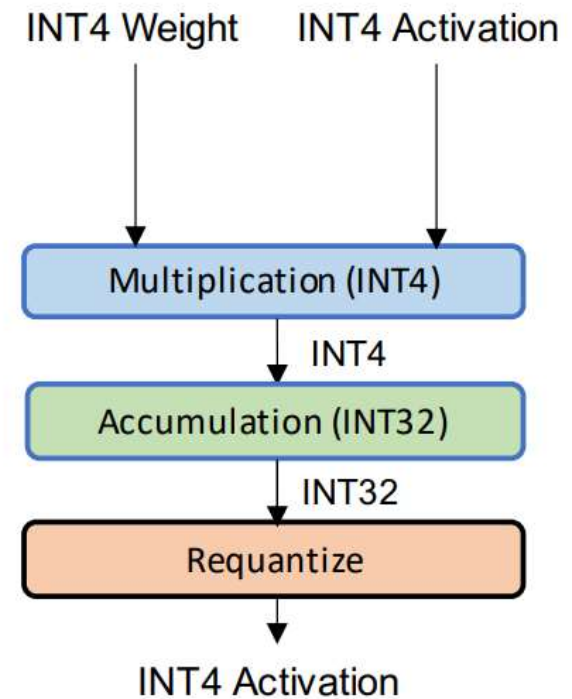 INT4 Weight INT4 Activation
Multiplication (INT4)
INT4
Accumulation (INT32)
INT32
Requantize
INT4 Activation